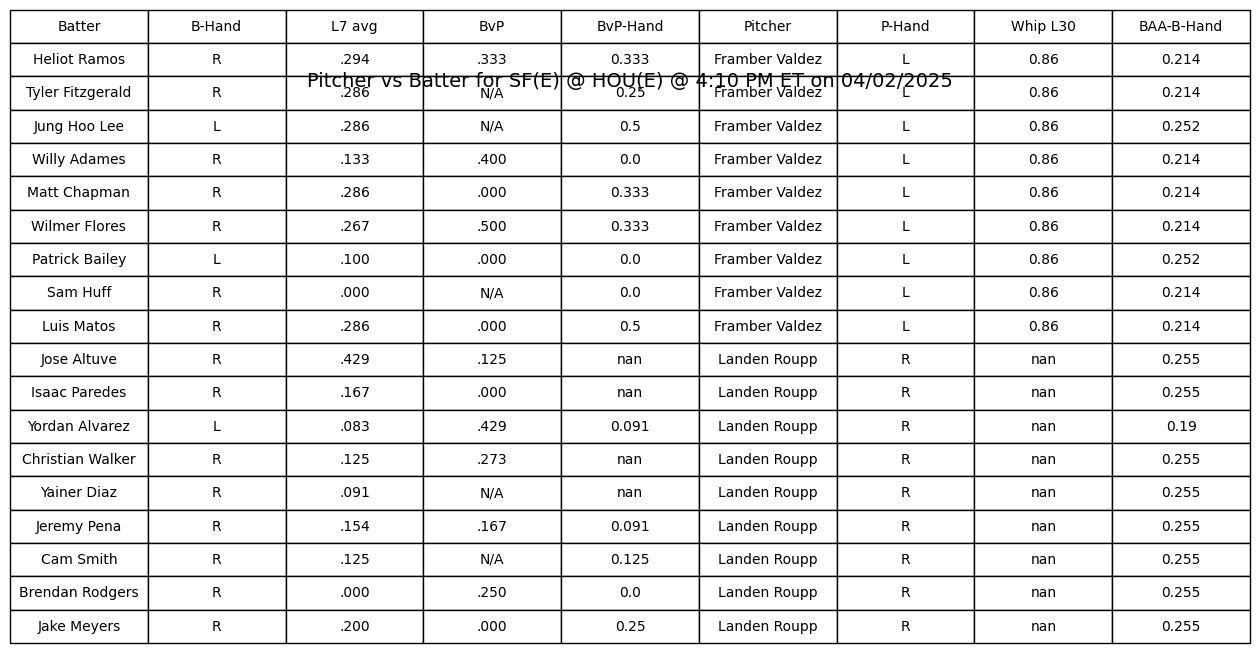 Batter B-Hand L7 avg BvP BvP-Hand Pitcher P-Hand Whip L30 BAA-B-Hand
Heliot Ramos R .294 .333 0.333 Framber Valdez L 0.86 0.214
Pitcher vs Batter for SF(E) @ HOU(E) @ 4:10 PM ET on 04/02/2025
Tyler Fitzgerald R .286 N/A 0.25 Framber Valdez L 0.86 0.214
Jung Hoo Lee L .286 N/A 0.5 Framber Valdez L 0.86 0.252
Willy Adames R .133 .400 0.0 Framber Valdez L 0.86 0.214
Matt Chapman R .286 .000 0.333 Framber Valdez L 0.86 0.214
Wilmer Flores R .267 .500 0.333 Framber Valdez L 0.86 0.214
Patrick Bailey L .100 .000 0.0 Framber Valdez L 0.86 0.252
Sam Huff R .000 N/A 0.0 Framber Valdez L 0.86 0.214
Luis Matos R .286 .000 0.5 Framber Valdez L 0.86 0.214
Jose Altuve R .429 .125 nan Landen Roupp R nan 0.255
Isaac Paredes R .167 .000 nan Landen Roupp R nan 0.255
Yordan Alvarez L .083 .429 0.091 Landen Roupp R nan 0.19
Christian Walker R .125 .273 nan Landen Roupp R nan 0.255
Yainer Diaz R .091 N/A nan Landen Roupp R nan 0.255
Jeremy Pena R .154 .167 0.091 Landen Roupp R nan 0.255
Cam Smith R .125 N/A 0.125 Landen Roupp R nan 0.255
Brendan Rodgers R .000 .250 0.0 Landen Roupp R nan 0.255
Jake Meyers R .200 .000 0.25 Landen Roupp R nan 0.255